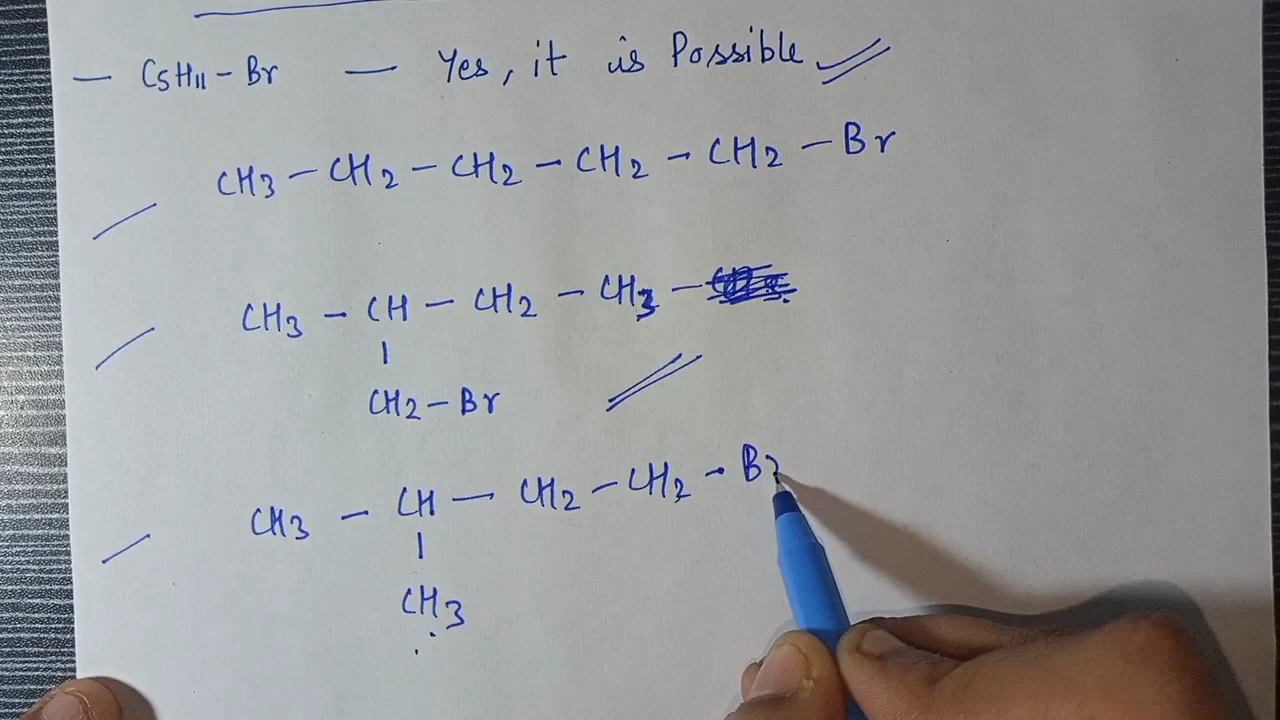 — C5H11 - Br — Yes, it is Possible
CH3 - CH2 - CH2 - CH2 - CH2 - Br
CH3 - CH - CH2 - CH3 -
|
CH2 - Br
CH3 - CH - CH2 - CH2 - Br
|
CH3